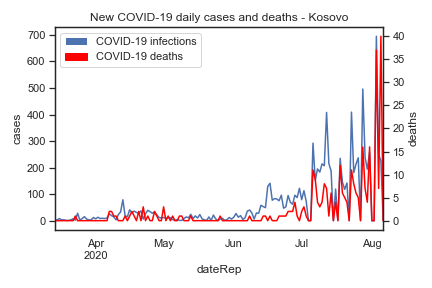 New COVID-19 daily cases and deaths - Kosovo
COVID-19 infections
COVID-19 deaths
700
600
500
400
300
200
100
0
cases
40
35
30
25
20
15
10
5
0
deaths
Apr
2020
May
Jun
Jul
Aug
dateRep